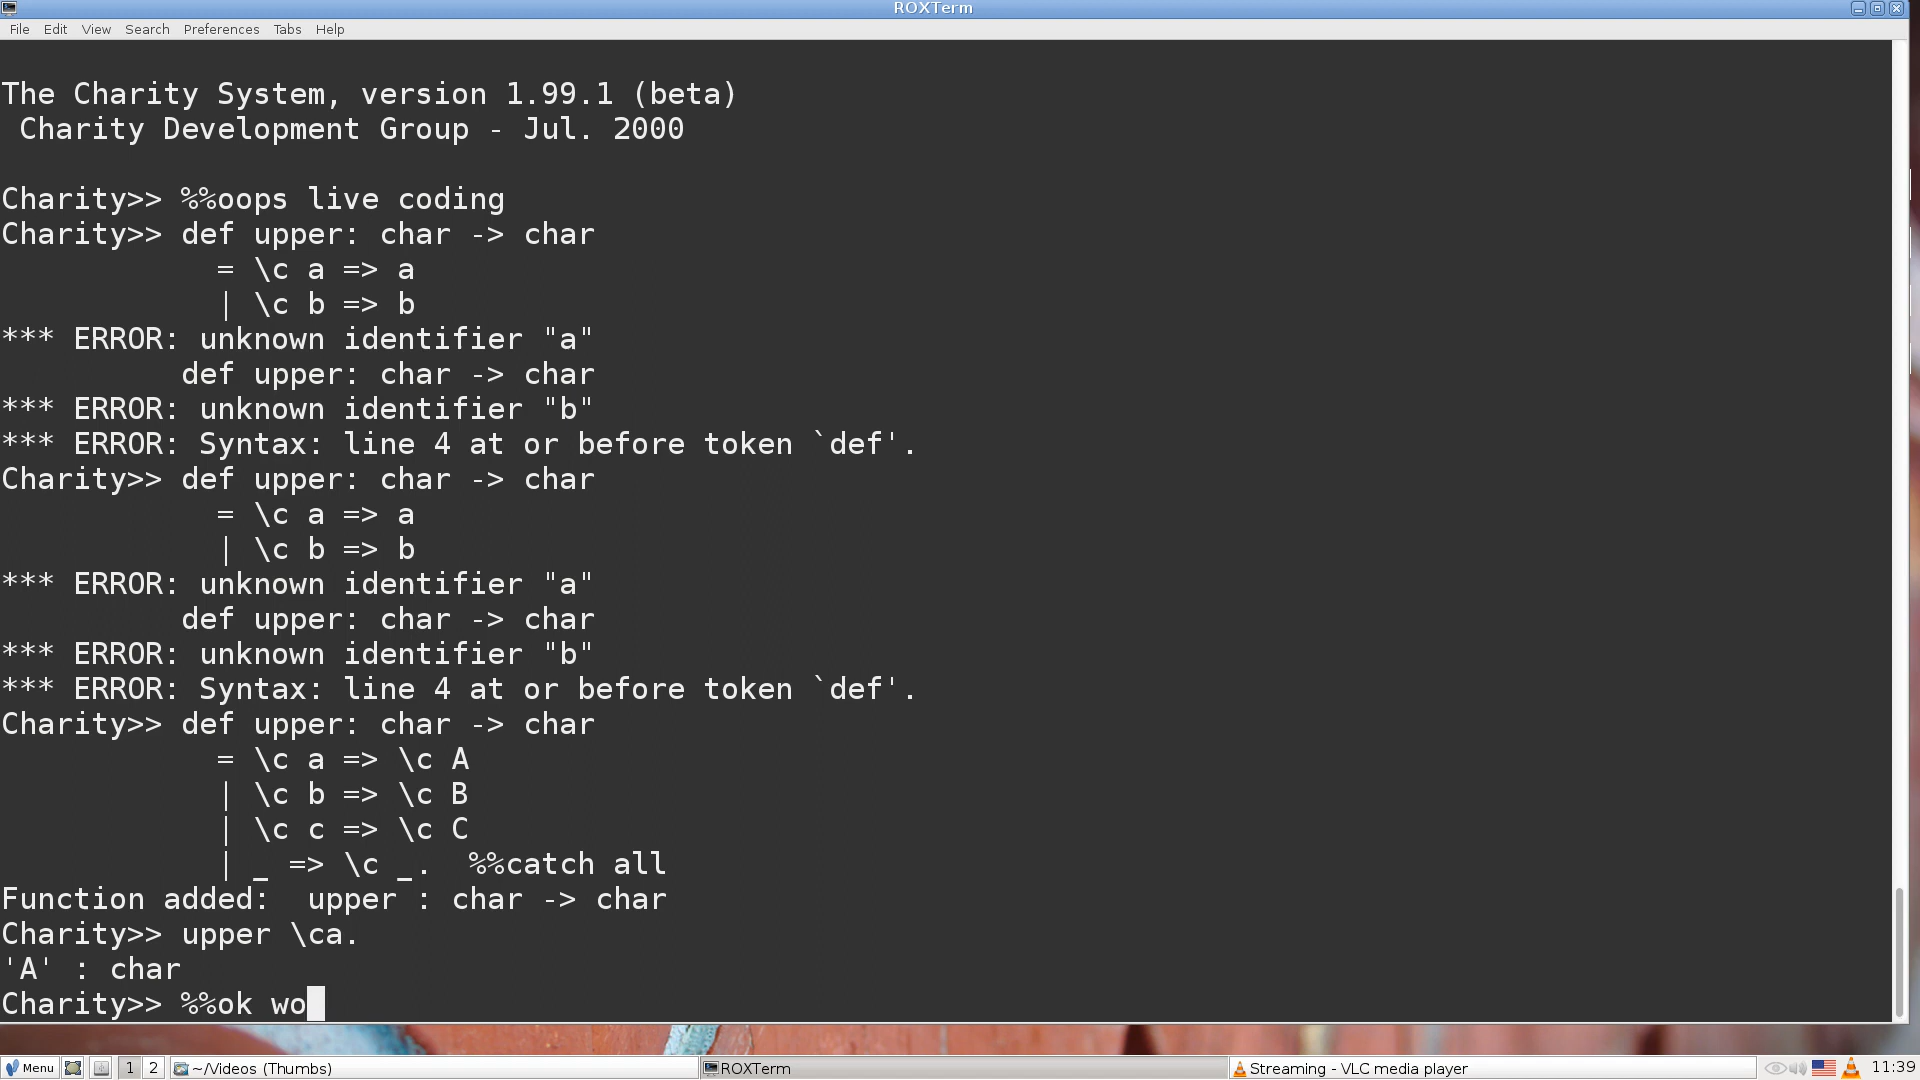 ROXTerm
File Edit View Search Preferences Tabs Help
The Charity System, version 1.99.1 (beta)
 Charity Development Group - Jul. 2000
Charity>> %%oops live coding
Charity>> def upper: char -> char
            = \c a => a
            | \c b => b
*** ERROR: unknown identifier "a"
          def upper: char -> char
*** ERROR: unknown identifier "b"
*** ERROR: Syntax: line 4 at or before token `def'.
Charity>> def upper: char -> char
            = \c a => a
            | \c b => b
*** ERROR: unknown identifier "a"
          def upper: char -> char
*** ERROR: unknown identifier "b"
*** ERROR: Syntax: line 4 at or before token `def'.
Charity>> def upper: char -> char
            = \c a => \c A
            | \c b => \c B
            | \c c => \c C
            | _ => \c _.  %%catch all
Function added:  upper : char -> char
Charity>> upper \ca.
'A' : char
Charity>> %%ok wo
Menu 1 2 ~/Videos (Thumbs) ROXTerm Streaming - VLC media player 11:39